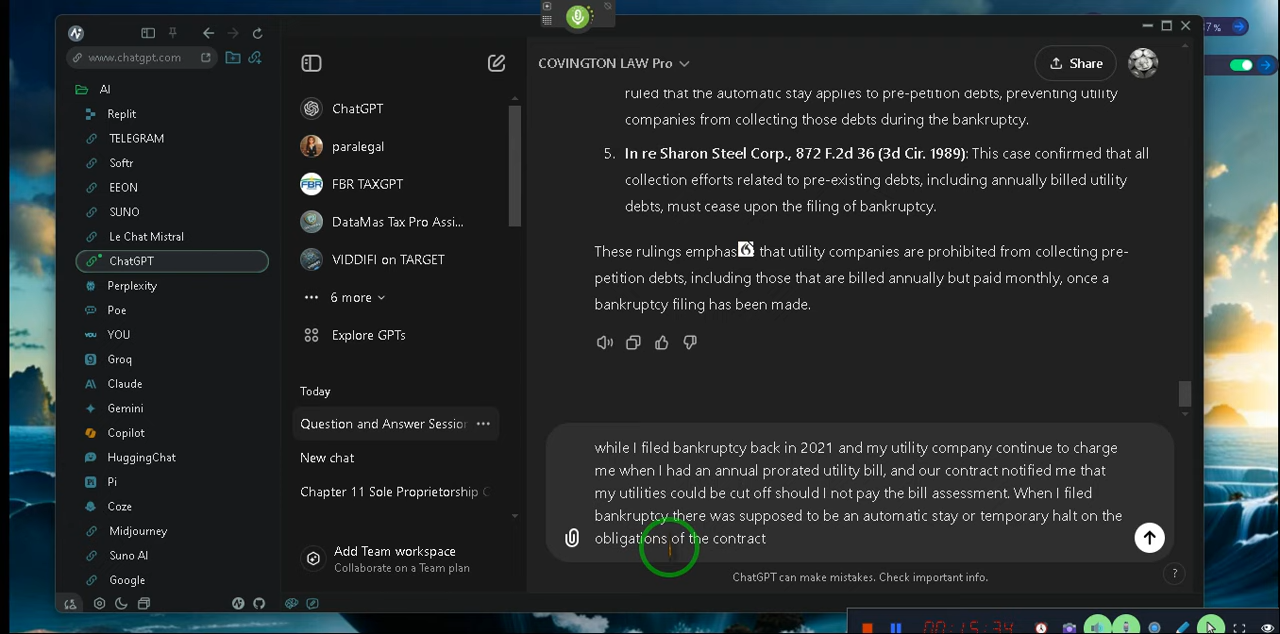 www.chatgpt.com
AI
Replit
TELEGRAM
Softr
EEON
SUNO
Le Chat Mistral
ChatGPT
Perplexity
Poe
YOU
YOU
Groq
Claude
Gemini
Copilot
HuggingChat
Pi
Coze
Midjourney
Suno AI
Google
ChatGPT
paralegal
FBR
FBR TAXGPT
DataMas Tax Pro Assi...
VIDDIFI on TARGET
6 more
Explore GPTs
Today
Question and Answer Sessio
New chat
Chapter 11 Sole Proprietorship C
Add Team workspace
Collaborate on a Team plan
COVINGTON LAW Pro
Share
7%
ruled that the automatic stay applies to pre-petition debts, preventing utility
companies from collecting those debts during the bankruptcy.
5. In re Sharon Steel Corp., 872 F.2d 36 (3d Cir. 1989): This case confirmed that all
collection efforts related to pre-existing debts, including annually billed utility
debts, must cease upon the filing of bankruptcy.
These rulings emphas that utility companies are prohibited from collecting pre-
petition debts, including those that are billed annually but paid monthly, once a
bankruptcy filing has been made.
while I filed bankruptcy back in 2021 and my utility company continue to charge
me when I had an annual prorated utility bill, and our contract notified me that
my utilities could be cut off should I not pay the bill assessment. When I filed
bankruptcy there was supposed to be an automatic stay or temporary halt on the
obligations of the contract
ChatGPT can make mistakes. Check important info.
?
00:15:34